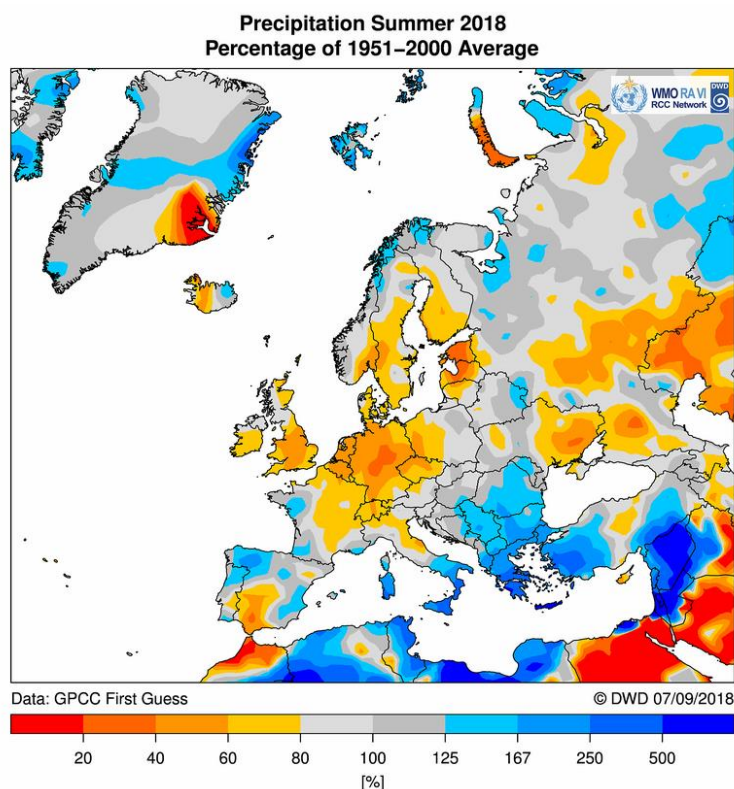 Precipitation Summer 2018
Percentage of 1951−2000 Average
WMO RA VI
RCC Network
DWD
Data: GPCC First Guess
© DWD 07/09/2018
20 40 60 80 100 125 167 250 500
[%]